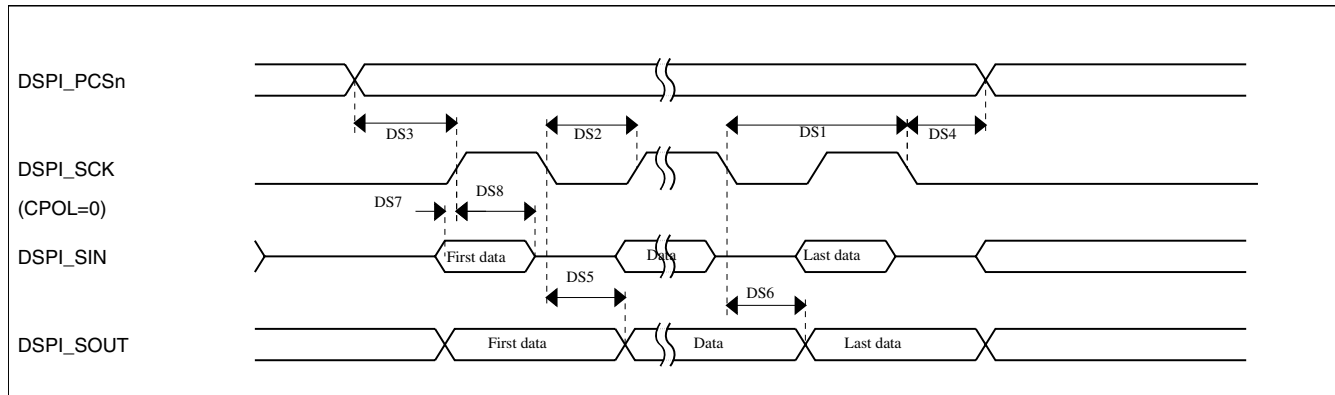 DSPI_PCSn
DS3
DS2
DS1
DS4
DSPI_SCK
(CPOL=0)
DS7
DS8
DSPI_SIN
First data
Data
Last data
DS5
DS6
DSPI_SOUT
First data
Data
Last data